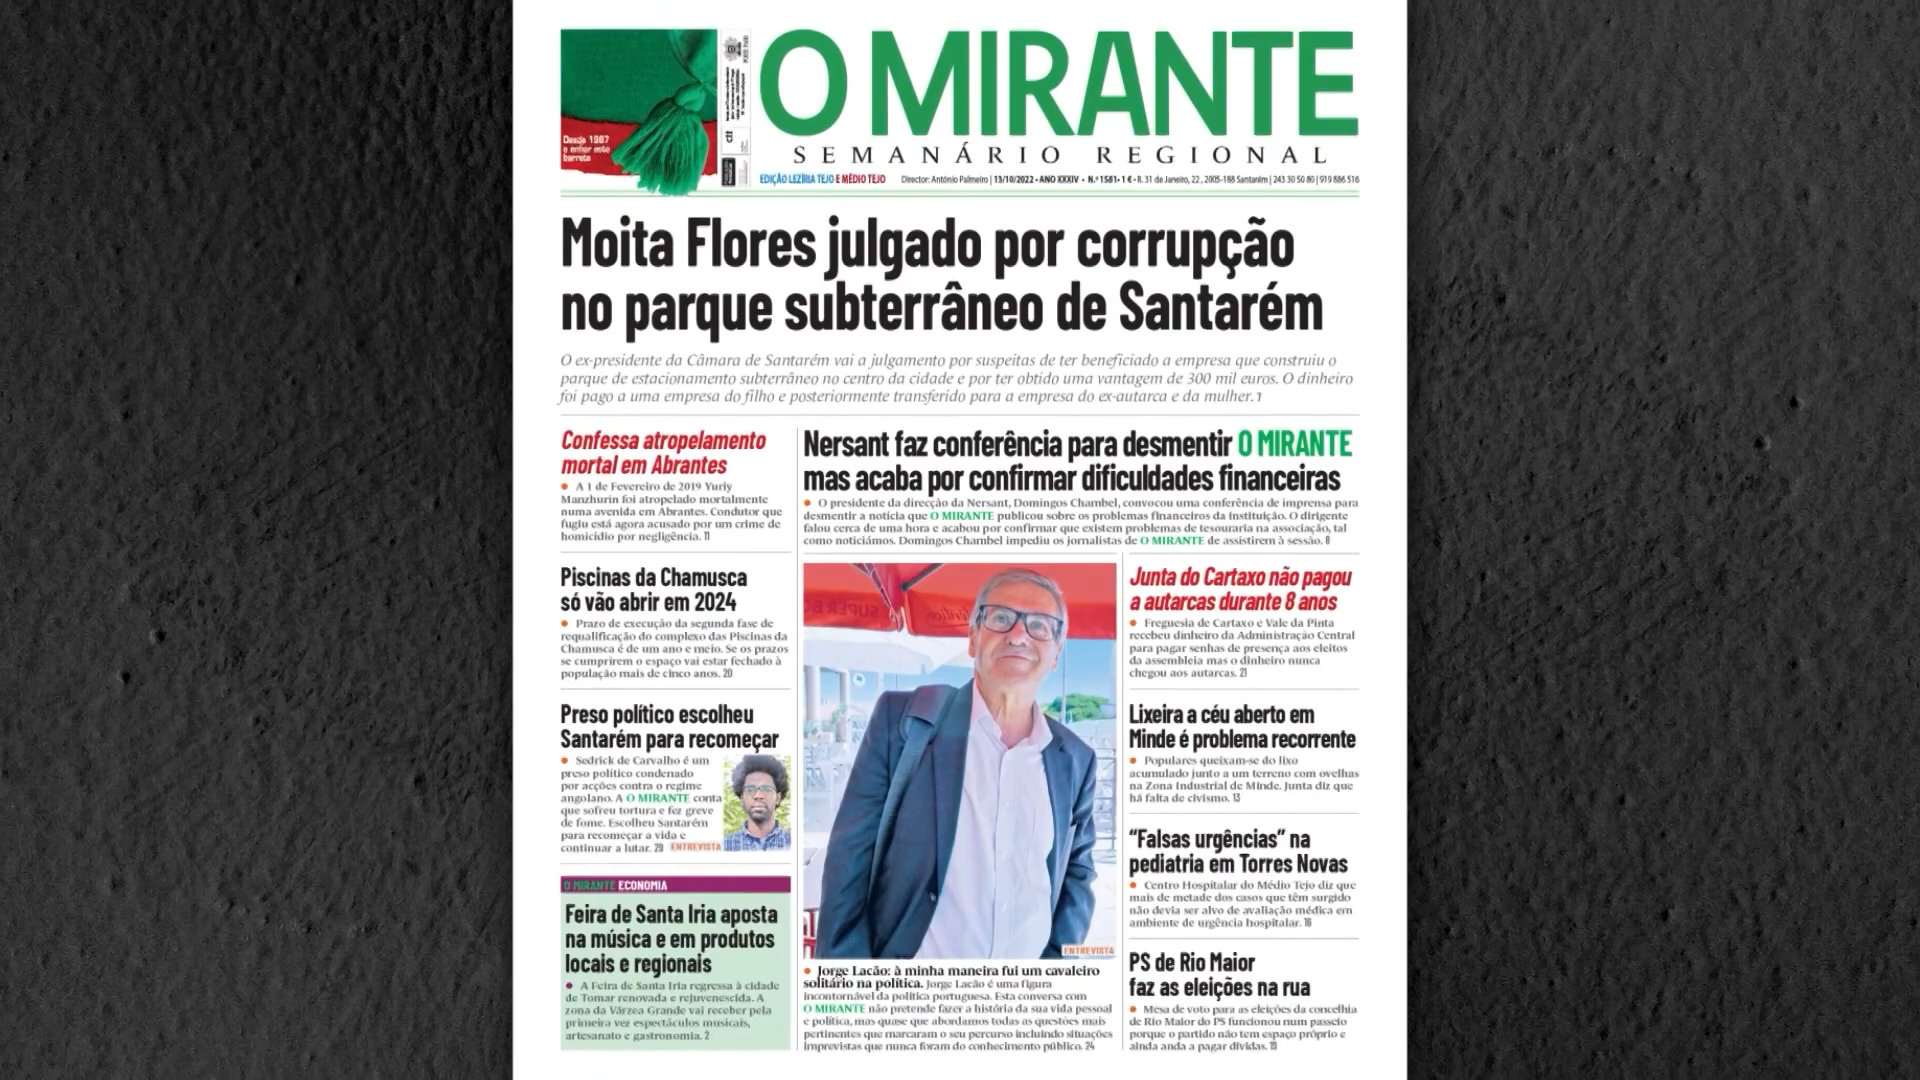 Desde 1987
a enfiar este
barrete
O MIRANTE
SEMANÁRIO REGIONAL
EDIÇÃO LEZÍRIA TEJO E MÉDIO TEJO Director: António Palmeiro | 13/10/2022 • ANO XXXIV • N.º 1581 • 1 € • R. 31 de Janeiro, 22, 2005-188 Santarém | 243 30 50 80 | 919 886 516
Moita Flores julgado por corrupção
no parque subterrâneo de Santarém
O ex-presidente da Câmara de Santarém vai a julgamento por suspeitas de ter beneficiado a empresa que construiu o
parque de estacionamento subterrâneo no centro da cidade e por ter obtido uma vantagem de 300 mil euros. O dinheiro
foi pago a uma empresa do filho e posteriormente transferido para a empresa do ex-autarca e da mulher.
Confessa atropelamento
mortal em Abrantes
• A 1 de Fevereiro de 2019 Yuriy
Manzhurin foi atropelado mortalmente
numa avenida em Abrantes. Condutor que
fugiu está agora acusado por um crime de
homicídio por negligência. 11
Piscinas da Chamusca
só vão abrir em 2024
• Prazo de execução da segunda fase de
requalificação do complexo das Piscinas da
Chamusca é de um ano e meio. Se os prazos
se cumprirem o espaço vai estar fechado à
população mais de cinco anos. 20
Preso político escolheu
Santarém para recomeçar
• Sedrick de Carvalho é um
preso político condenado
por acções contra o regime
angolano. A O MIRANTE conta
que sofreu tortura e fez greve
de fome. Escolheu Santarém
para recomeçar a vida e
continuar a lutar. 29 ENTREVISTA
O MIRANTE ECONOMIA
Feira de Santa Iria aposta
na música e em produtos
locais e regionais
• A Feira de Santa Iria regressa à cidade
de Tomar renovada e rejuvenescida. A
zona da Várzea Grande vai receber pela
primeira vez espectáculos musicais,
artesanato e gastronomia. 2
Nersant faz conferência para desmentir O MIRANTE
mas acaba por confirmar dificuldades financeiras
• O presidente da direcção da Nersant, Domingos Chambel, convocou uma conferência de imprensa para
desmentir a notícia que O MIRANTE publicou sobre os problemas financeiros da instituição. O dirigente
falou cerca de uma hora e acabou por confirmar que existem problemas de tesouraria na associação, tal
como noticiámos. Domingos Chambel impediu os jornalistas de O MIRANTE de assistirem à sessão. 8
ENTREVISTA
• Jorge Lacão: à minha maneira fui um cavaleiro
solitário na política. Jorge Lacão é uma figura
incontornável da política portuguesa. Esta conversa com
O MIRANTE não pretende fazer a história da sua vida pessoal
e política, mas quase que abordamos todas as questões mais
pertinentes que marcaram o seu percurso incluindo situações
imprevistas que nunca foram do conhecimento público. 24
Junta do Cartaxo não pagou
a autarcas durante 8 anos
• Freguesia de Cartaxo e Vale da Pinta
recebeu dinheiro da Administração Central
para pagar senhas de presença aos eleitos
da assembleia mas o dinheiro nunca
chegou aos autarcas. 21
Lixeira a céu aberto em
Minde é problema recorrente
• Populares queixam-se do lixo
acumulado junto a um terreno com ovelhas
na Zona Industrial de Minde. Junta diz que
há falta de civismo. 13
“Falsas urgências” na
pediatria em Torres Novas
• Centro Hospitalar do Médio Tejo diz que
mais de metade dos casos que têm surgido
não devia ser alvo de avaliação médica em
ambiente de urgência hospitalar. 16
PS de Rio Maior
faz as eleições na rua
• Mesa de voto para as eleições da concelhia
de Rio Maior do PS funcionou num passeio
porque o partido não tem espaço próprio e
ainda anda a pagar dívidas.